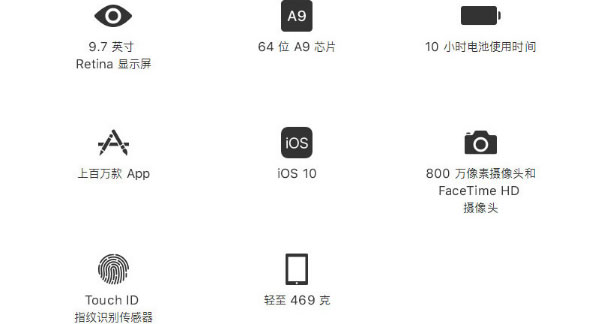 A9
9.7 英寸
Retina 显示屏
64 位 A9 芯片
10 小时电池使用时间
iOS
上百万款 App
iOS 10
800 万像素摄像头和
FaceTime HD
摄像头
Touch ID
指纹识别传感器
轻至 469 克